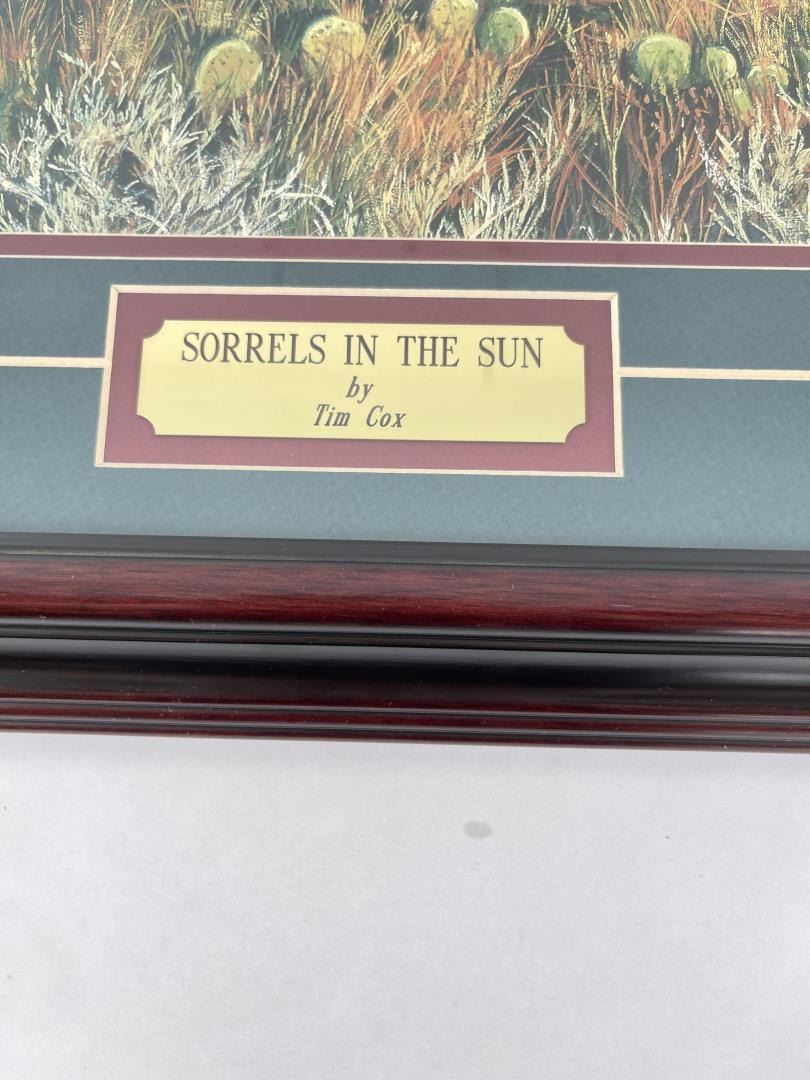 SORRELS IN THE SUN
by
Tim Cox